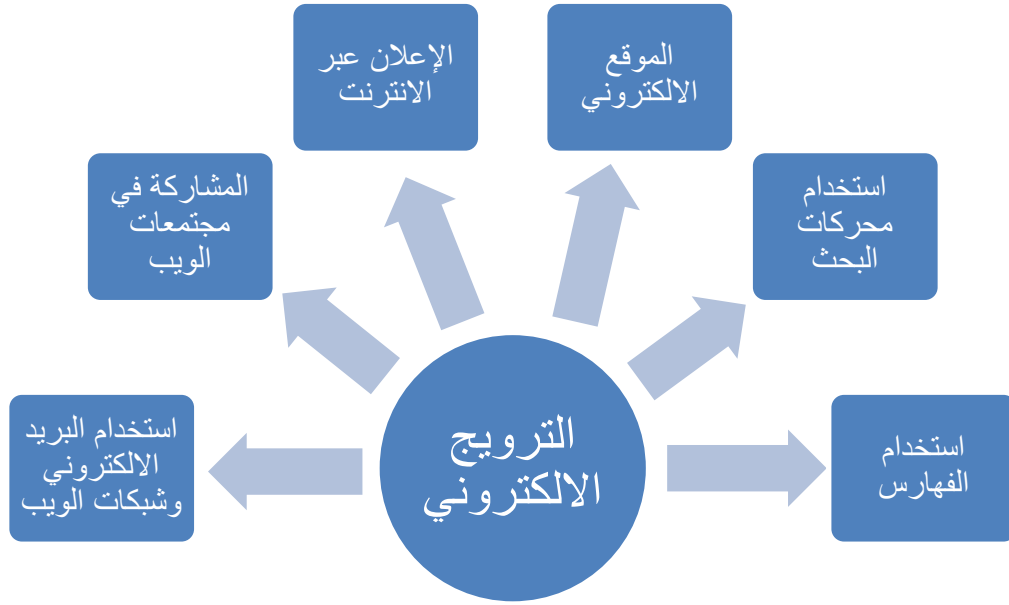 الموقع
الالكتروني
الإعلان عبر
الانترنت
استخدام
محركات
البحث
المشاركة في
مجتمعات
الويب
استخدام
الفهارس
الترويج
الالكتروني
استخدام البريد
الالكتروني
وشبكات الويب